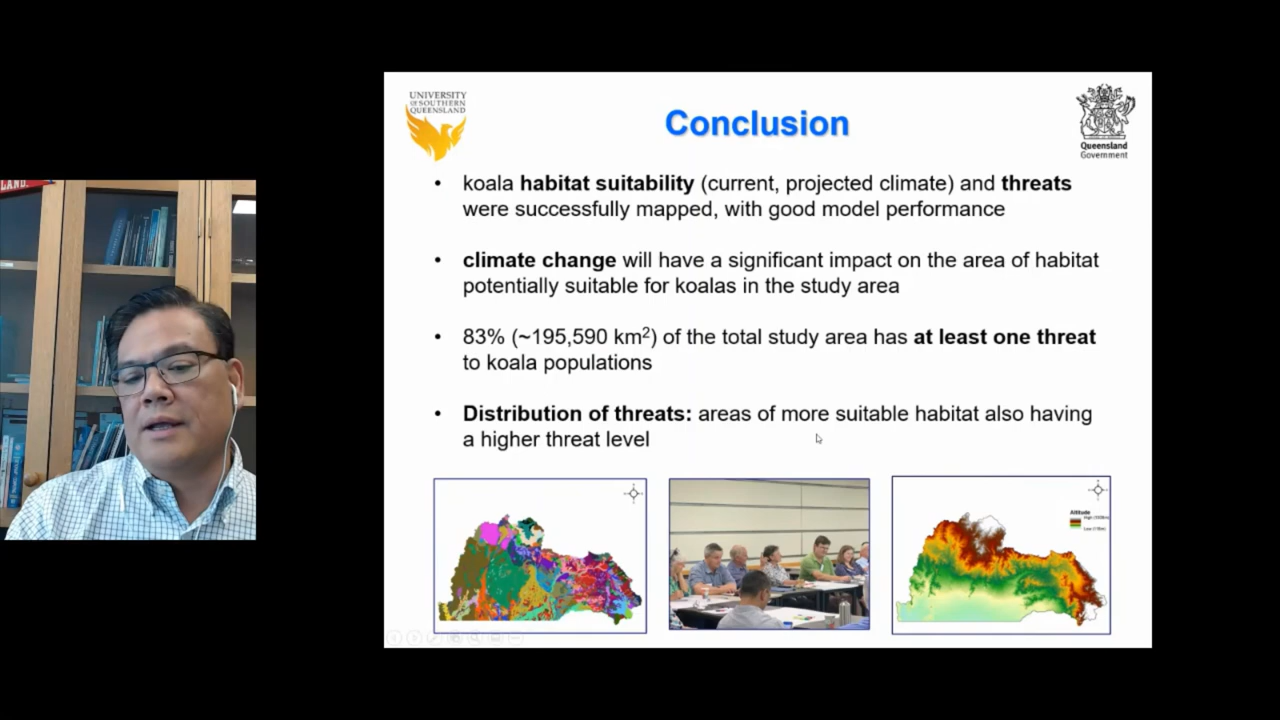 LAND.
UNIVERSITY
OF SOUTHERN
QUEENSLAND
Conclusion
Queensland
Government
• koala habitat suitability (current, projected climate) and threats
were successfully mapped, with good model performance
• climate change will have a significant impact on the area of habitat
potentially suitable for koalas in the study area
• 83% (~195,590 km²) of the total study area has at least one threat
to koala populations
• Distribution of threats: areas of more suitable habitat also having
a higher threat level
Altitude